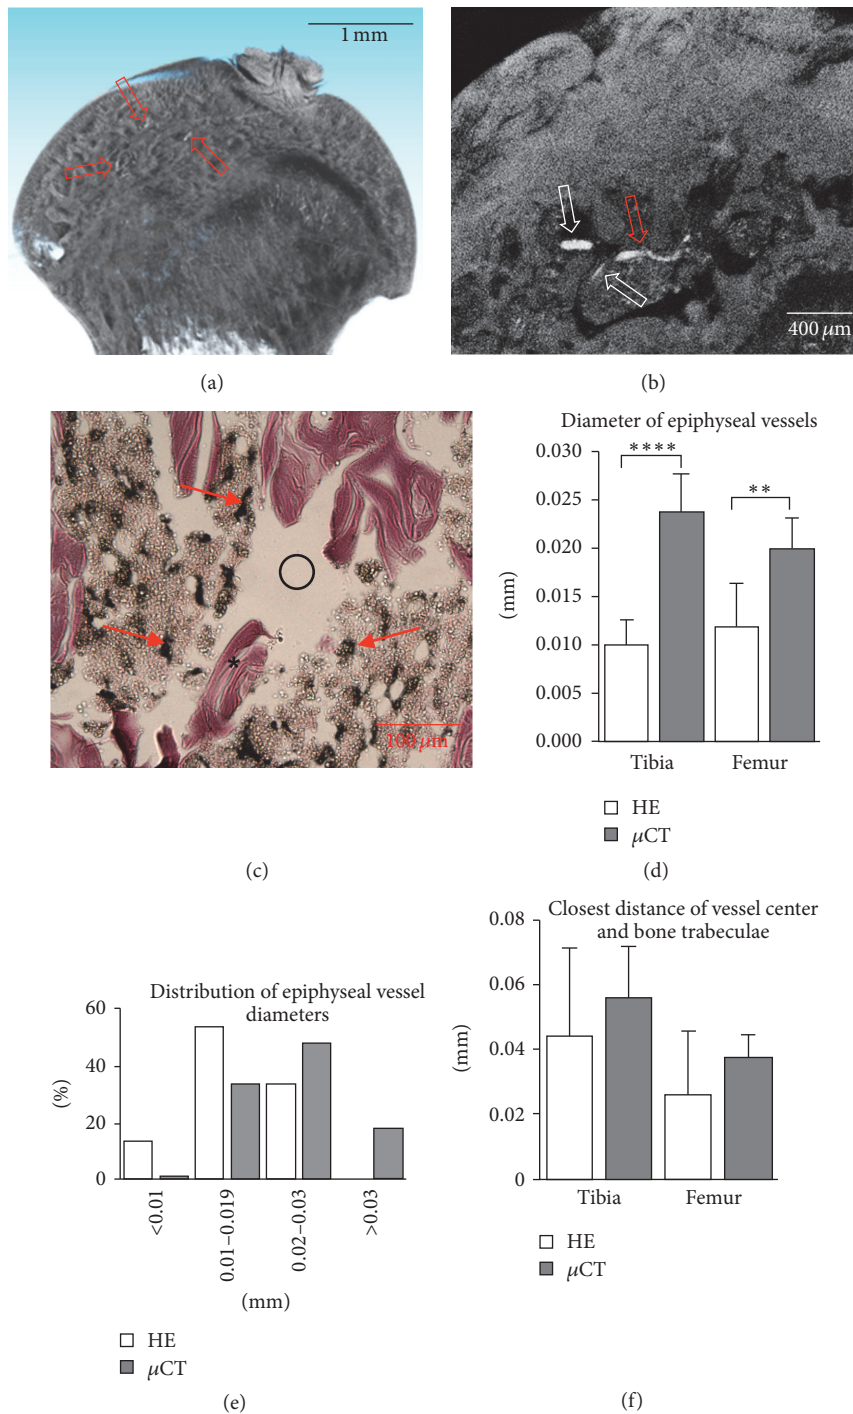 1 mm
400 μm
(a)
(b)
*
100 μm
(c)
Diameter of epiphyseal vessels
0.030
0.025
0.020
0.015
0.010
0.005
0.000
(mm)
****
**
Tibia
Femur
HE
μCT
(d)
Distribution of epiphyseal vessel
diameters
60
40
20
0
(%)
<0.01
0.01–0.019
0.02–0.03
>0.03
(mm)
HE
μCT
(e)
Closest distance of vessel center
and bone trabeculae
0.08
0.06
0.04
0.02
0
(mm)
Tibia
Femur
HE
μCT
(f)